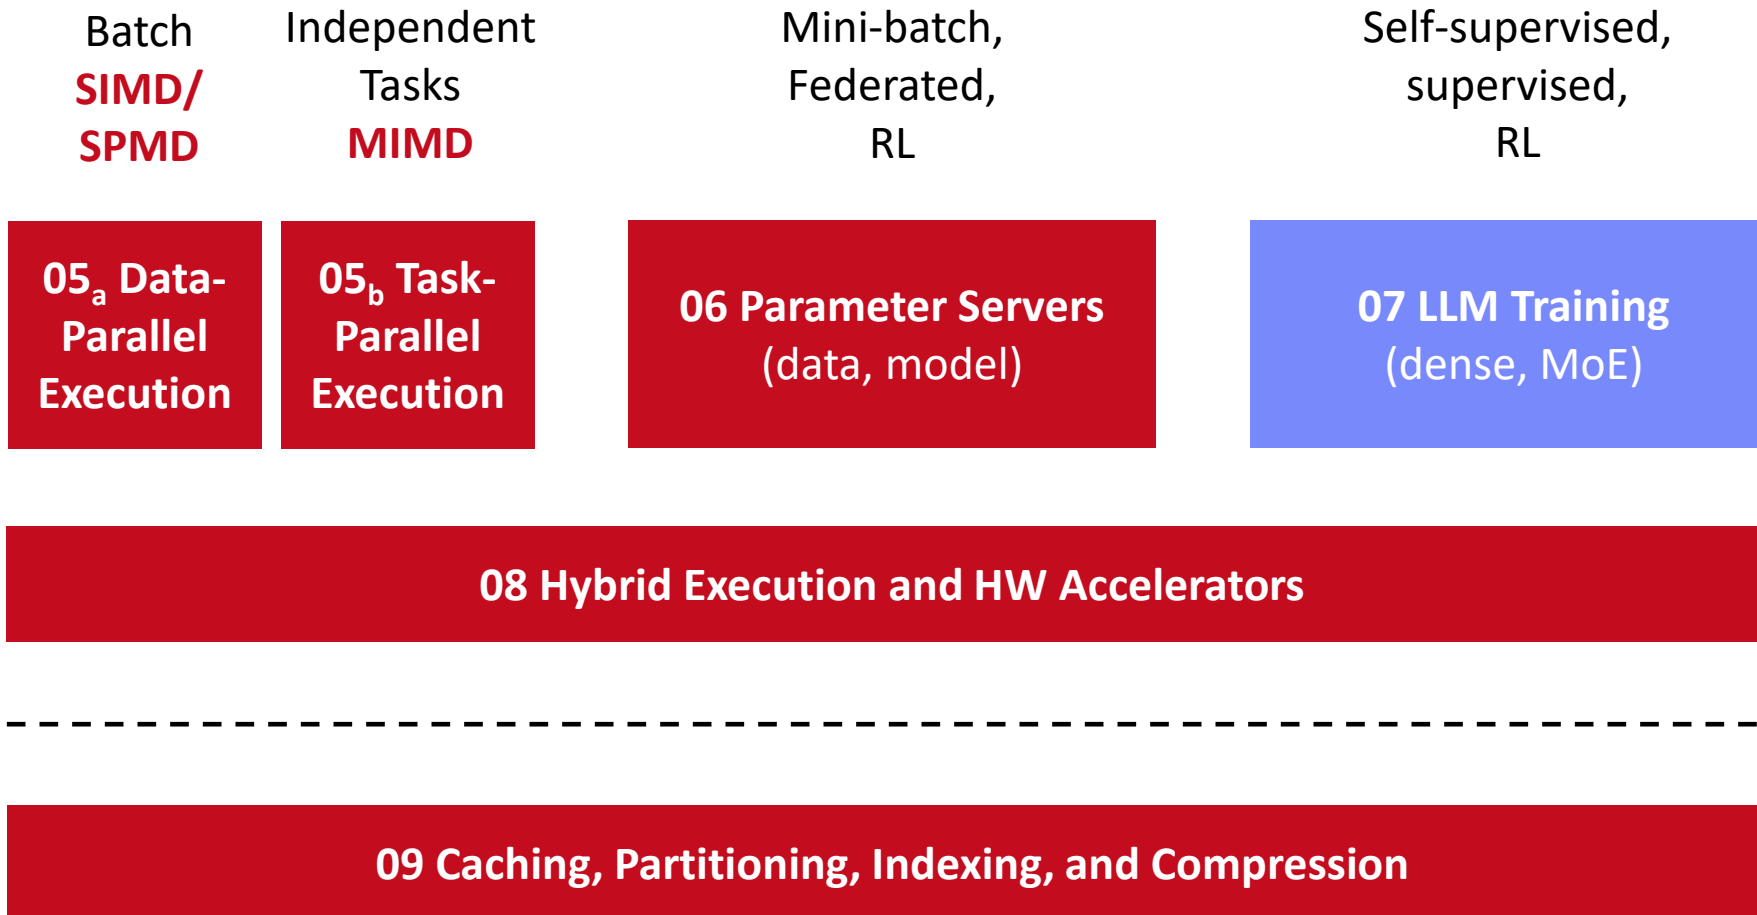 Batch
SIMD/
SPMD
Independent
Tasks
MIMD
Mini-batch,
Federated,
RL
Self-supervised,
supervised,
RL
05a Data-
Parallel
Execution
05b Task-
Parallel
Execution
06 Parameter Servers
(data, model)
07 LLM Training
(dense, MoE)
08 Hybrid Execution and HW Accelerators
09 Caching, Partitioning, Indexing, and Compression